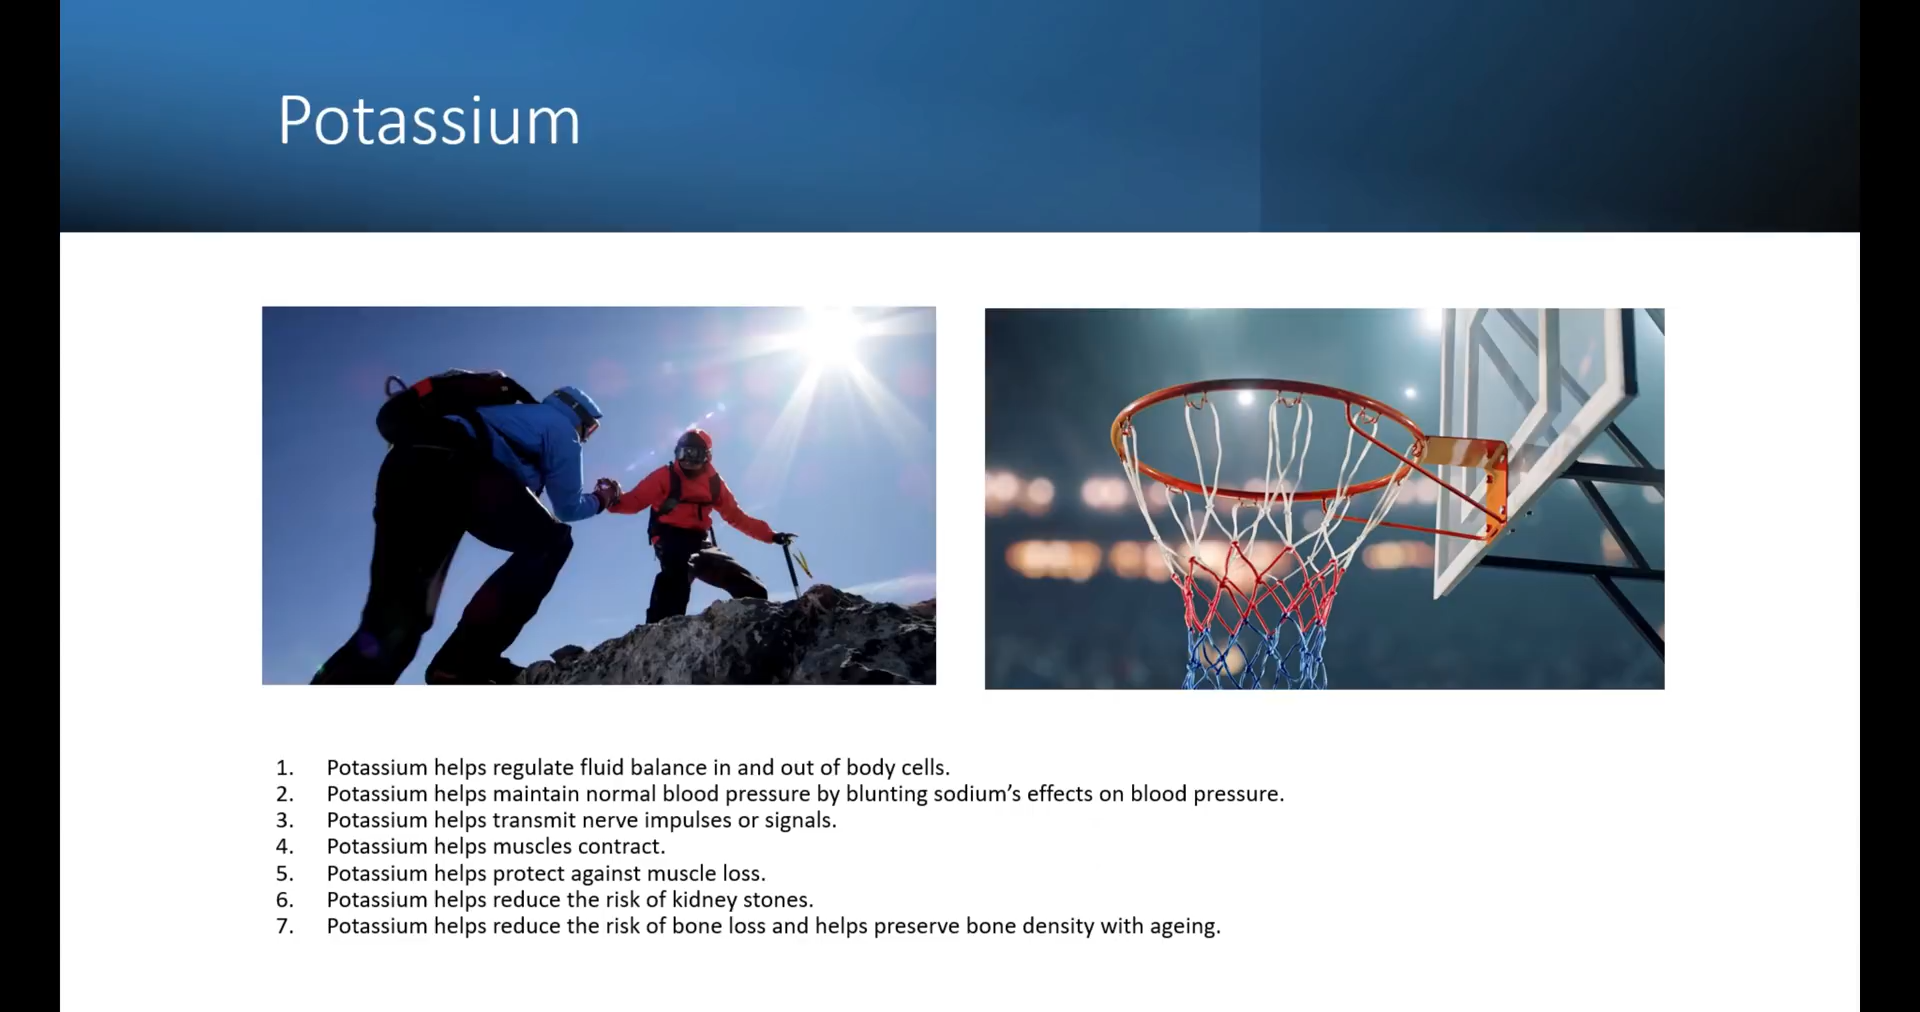 Potassium
1. Potassium helps regulate fluid balance in and out of body cells.
2. Potassium helps maintain normal blood pressure by blunting sodium’s effects on blood pressure.
3. Potassium helps transmit nerve impulses or signals.
4. Potassium helps muscles contract.
5. Potassium helps protect against muscle loss.
6. Potassium helps reduce the risk of kidney stones.
7. Potassium helps reduce the risk of bone loss and helps preserve bone density with ageing.